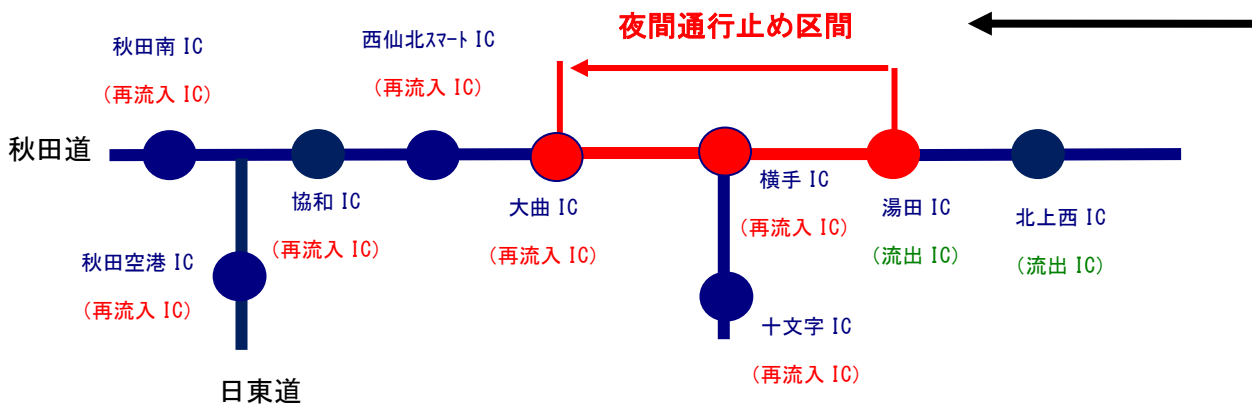 夜間通行止め区間
秋田南 IC
(再流入 IC)
西仙北スマート IC
(再流入 IC)
秋田道
協和 IC
(再流入 IC)
大曲 IC
(再流入 IC)
横手 IC
(再流入 IC)
湯田 IC
(流出 IC)
北上西 IC
(流出 IC)
秋田空港 IC
(再流入 IC)
十文字 IC
(再流入 IC)
日東道